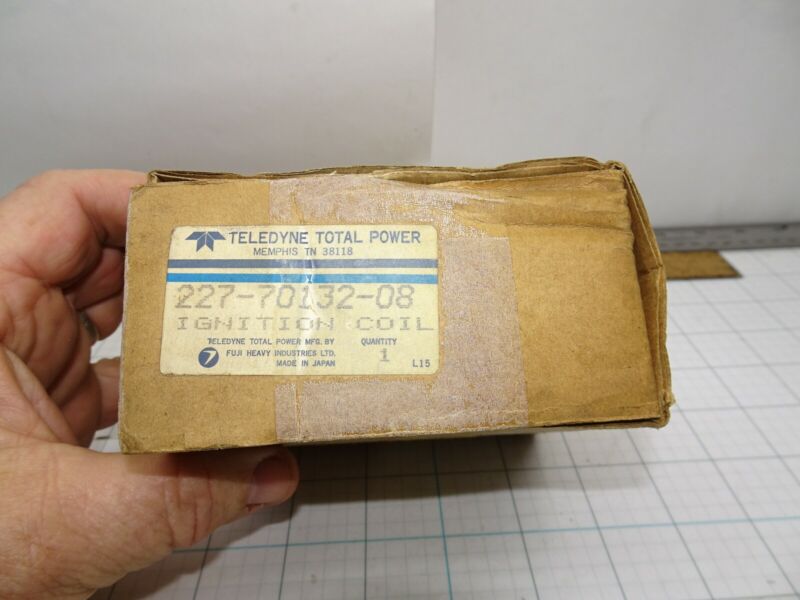 TELEDYNE TOTAL POWER
MEMPHIS TN 38118
227-70132-08
IGNITION COIL
TELEDYNE TOTAL POWER MFG. BY
FUJI HEAVY INDUSTRIES LTD.
MADE IN JAPAN
QUANTITY
1
L15